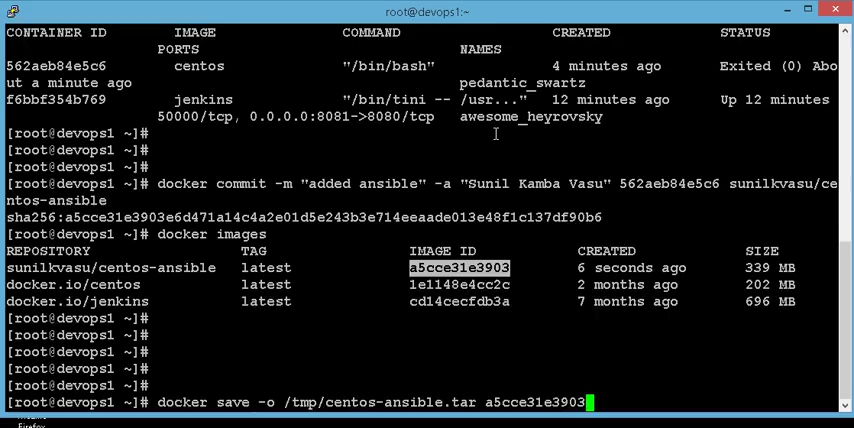 root@devops1:~
CONTAINER ID IMAGE COMMAND CREATED STATUS
PORTS NAMES
562aeb84e5c6 centos "/bin/bash" 4 minutes ago Exited (0) Abo
ut a minute ago pedantic_swartz
f6bbf354b769 jenkins "/bin/tini -- /usr..." 12 minutes ago Up 12 minutes
50000/tcp, 0.0.0.0:8081->8080/tcp awesome_heyrovsky
[root@devops1 ~]#
[root@devops1 ~]#
[root@devops1 ~]#
[root@devops1 ~]# docker commit -m "added ansible" -a "Sunil Kamba Vasu" 562aeb84e5c6 sunilkvasu/ce
ntos-ansible
sha256:a5cce31e3903e6d471a14c4a2e01d5e243b3e714eeaade013e48f1c137df90b6
[root@devops1 ~]# docker images
REPOSITORY TAG IMAGE ID CREATED SIZE
sunilkvasu/centos-ansible latest a5cce31e3903 6 seconds ago 339 MB
docker.io/centos latest 1e1148e4cc2c 2 months ago 202 MB
docker.io/jenkins latest cd14cecfdb3a 7 months ago 696 MB
[root@devops1 ~]#
[root@devops1 ~]#
[root@devops1 ~]#
[root@devops1 ~]#
[root@devops1 ~]#
[root@devops1 ~]# docker save -o /tmp/centos-ansible.tar a5cce31e3903
Firefox